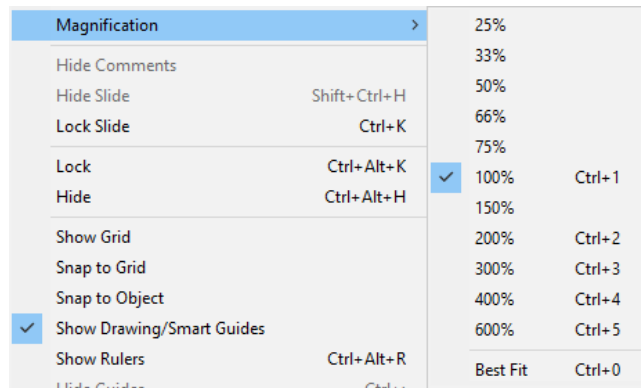 Magnification
Hide Comments
Hide Slide Shift+Ctrl+H
Lock Slide Ctrl+K
Lock Ctrl+Alt+K
Hide Ctrl+Alt+H
Show Grid
Snap to Grid
Snap to Object
Show Drawing/Smart Guides
Show Rulers Ctrl+Alt+R
Hide Guides
25%
33%
50%
66%
75%
100% Ctrl+1
150%
200% Ctrl+2
300% Ctrl+3
400% Ctrl+4
600% Ctrl+5
Best Fit Ctrl+0